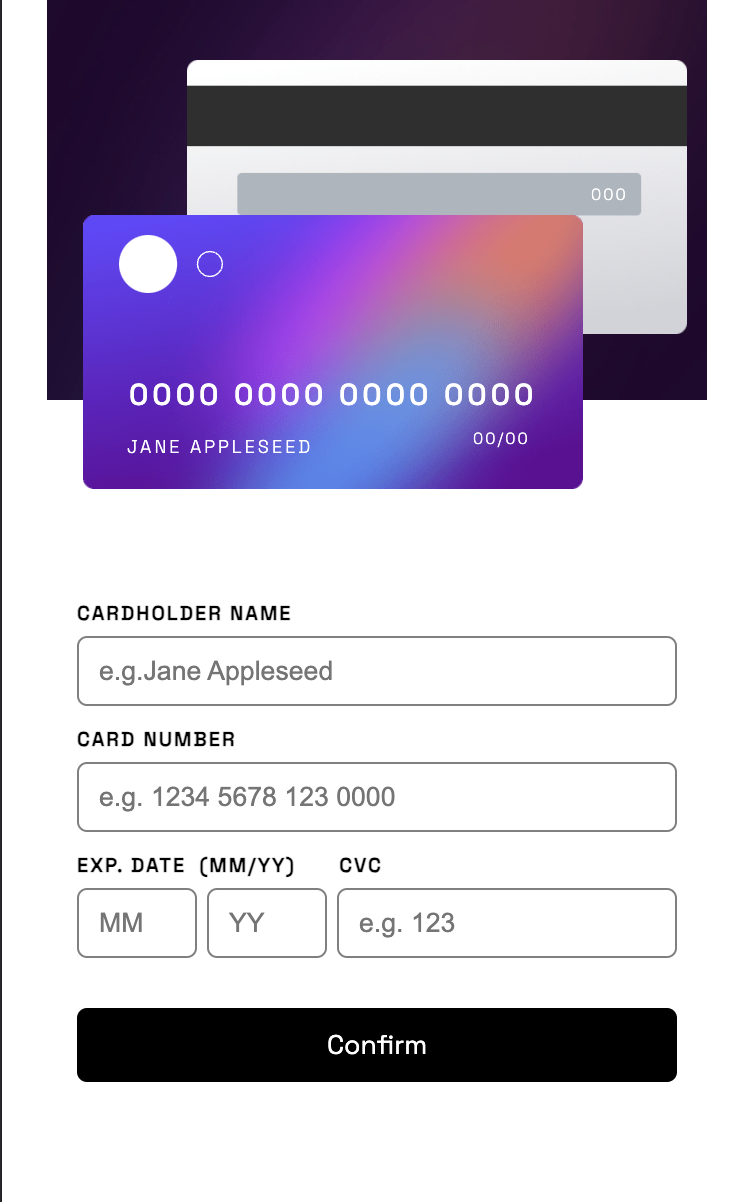 000
0000 0000 0000 0000
JANE APPLESEED 00/00
CARDHOLDER NAME
e.g.Jane Appleseed
CARD NUMBER
e.g. 1234 5678 123 0000
EXP. DATE (MM/YY) CVC
MM YY e.g. 123
Confirm